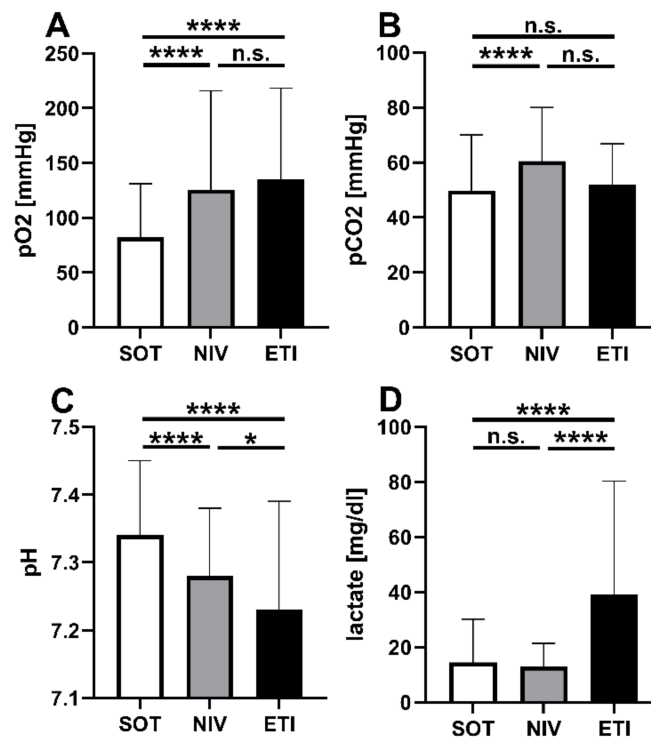 A
****
****
n.s.
250
200
150
100
50
0
pO2 [mmHg]
SOT
NIV
ETI
B
n.s.
****
n.s.
100
80
60
40
20
0
pCO2 [mmHg]
SOT
NIV
ETI
C
****
****
*
7.5
7.4
7.3
7.2
7.1
pH
SOT
NIV
ETI
D
****
n.s.
****
100
80
60
40
20
0
lactate [mg/dl]
SOT
NIV
ETI